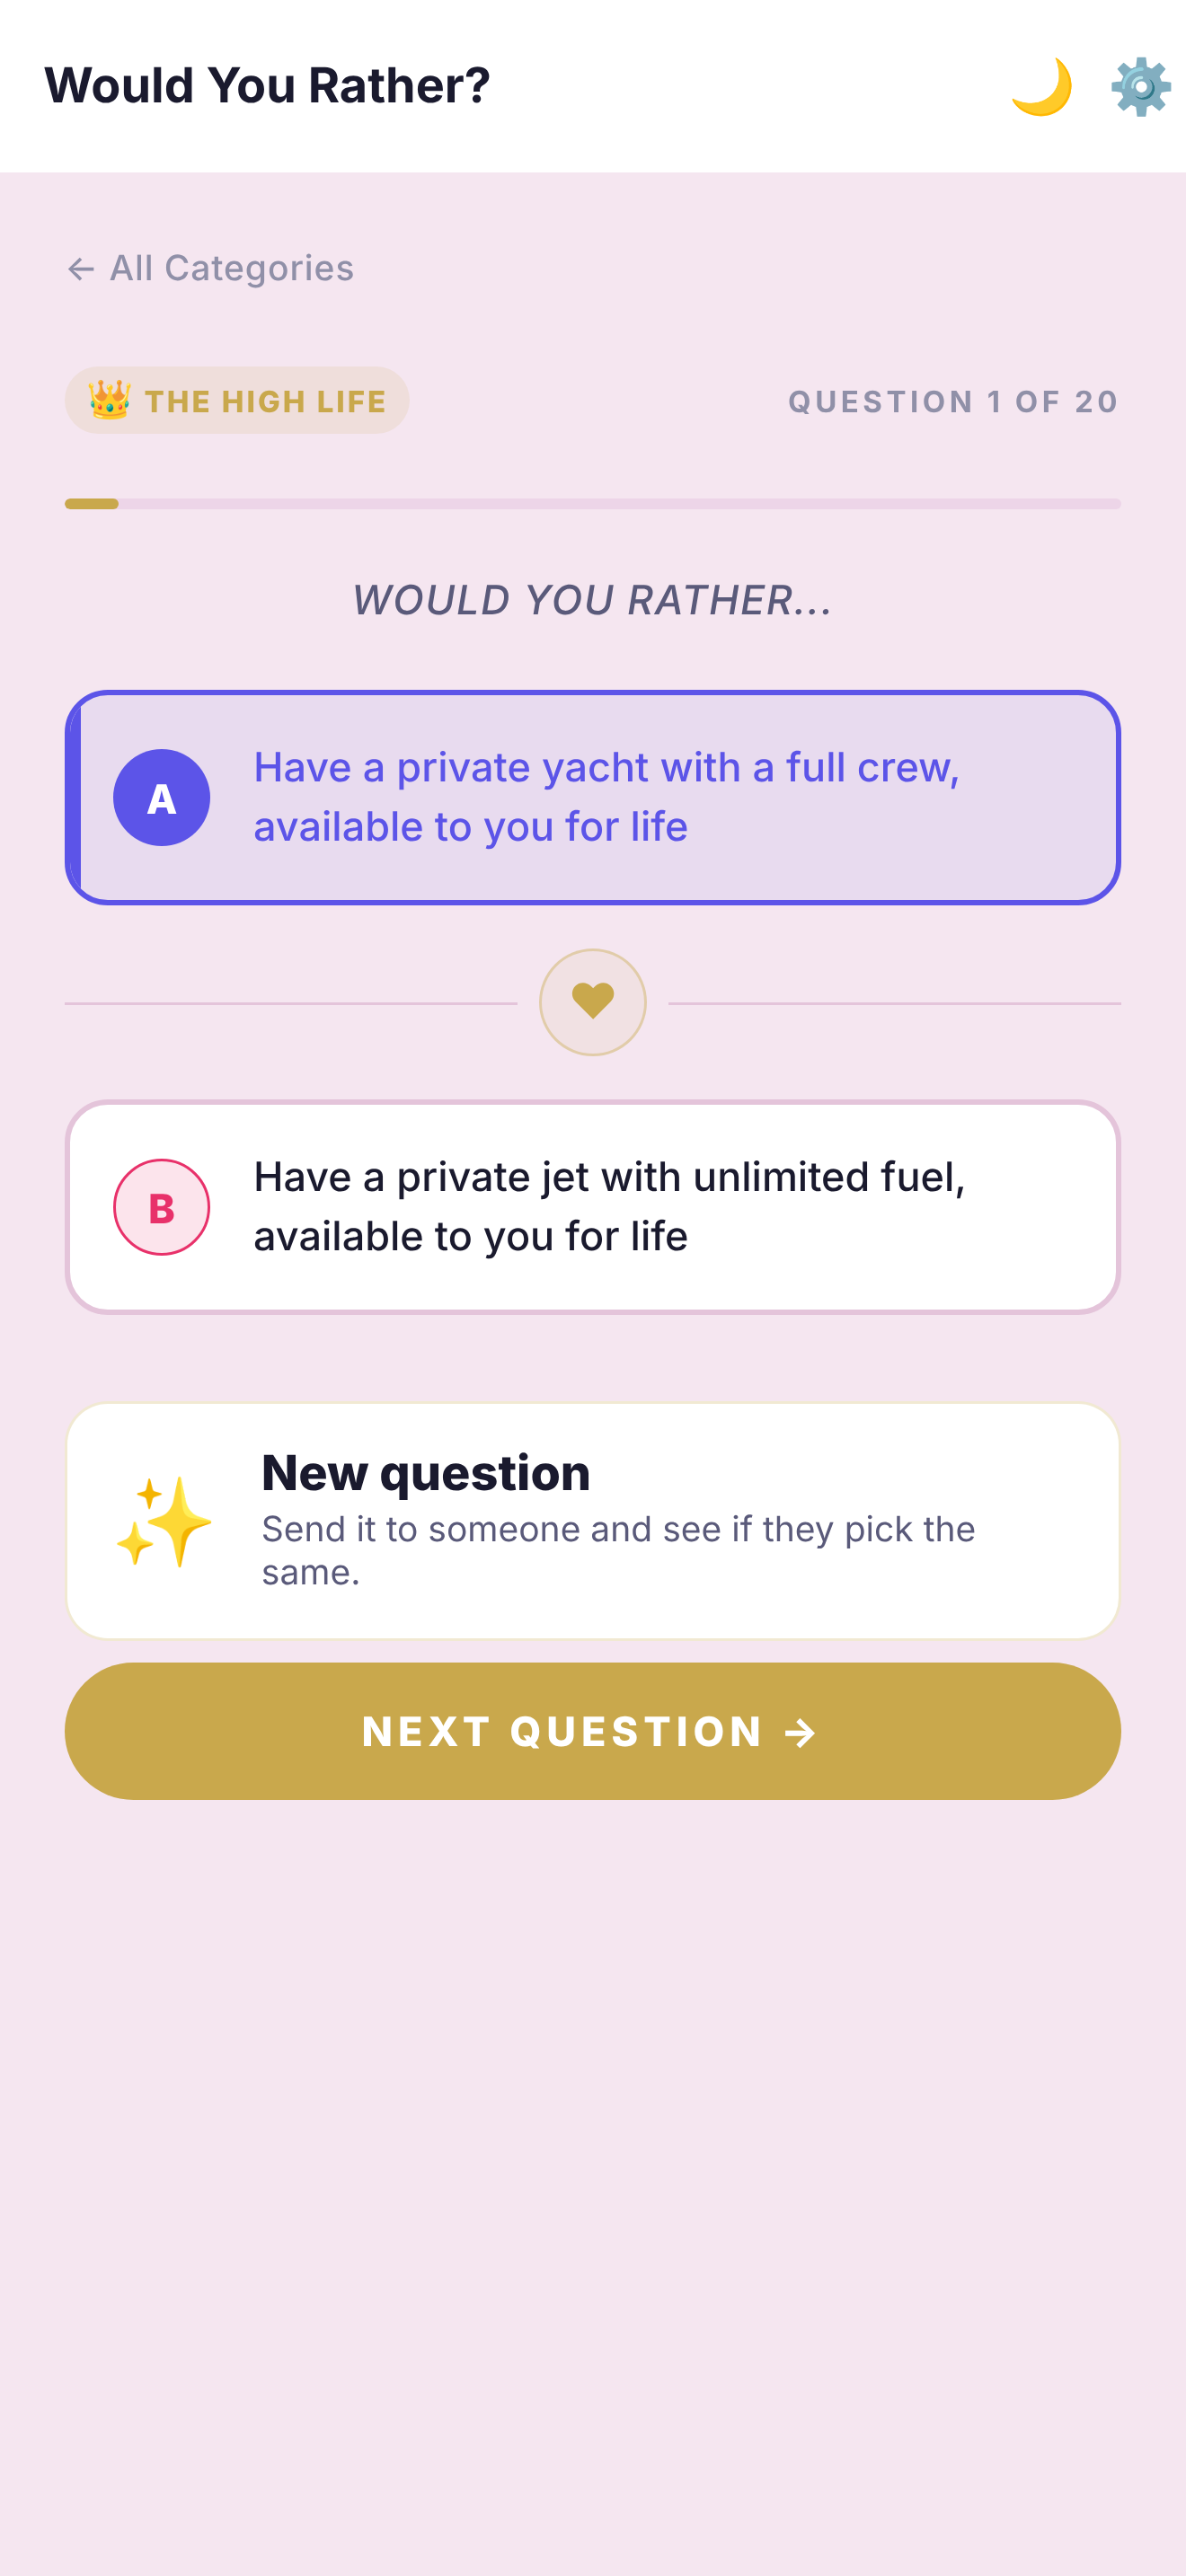 Would You Rather?
← All Categories
THE HIGH LIFE
QUESTION 1 OF 20
WOULD YOU RATHER...
A
Have a private yacht with a full crew,
available to you for life
B
Have a private jet with unlimited fuel,
available to you for life
New question
Send it to someone and see if they pick the
same.
NEXT QUESTION →